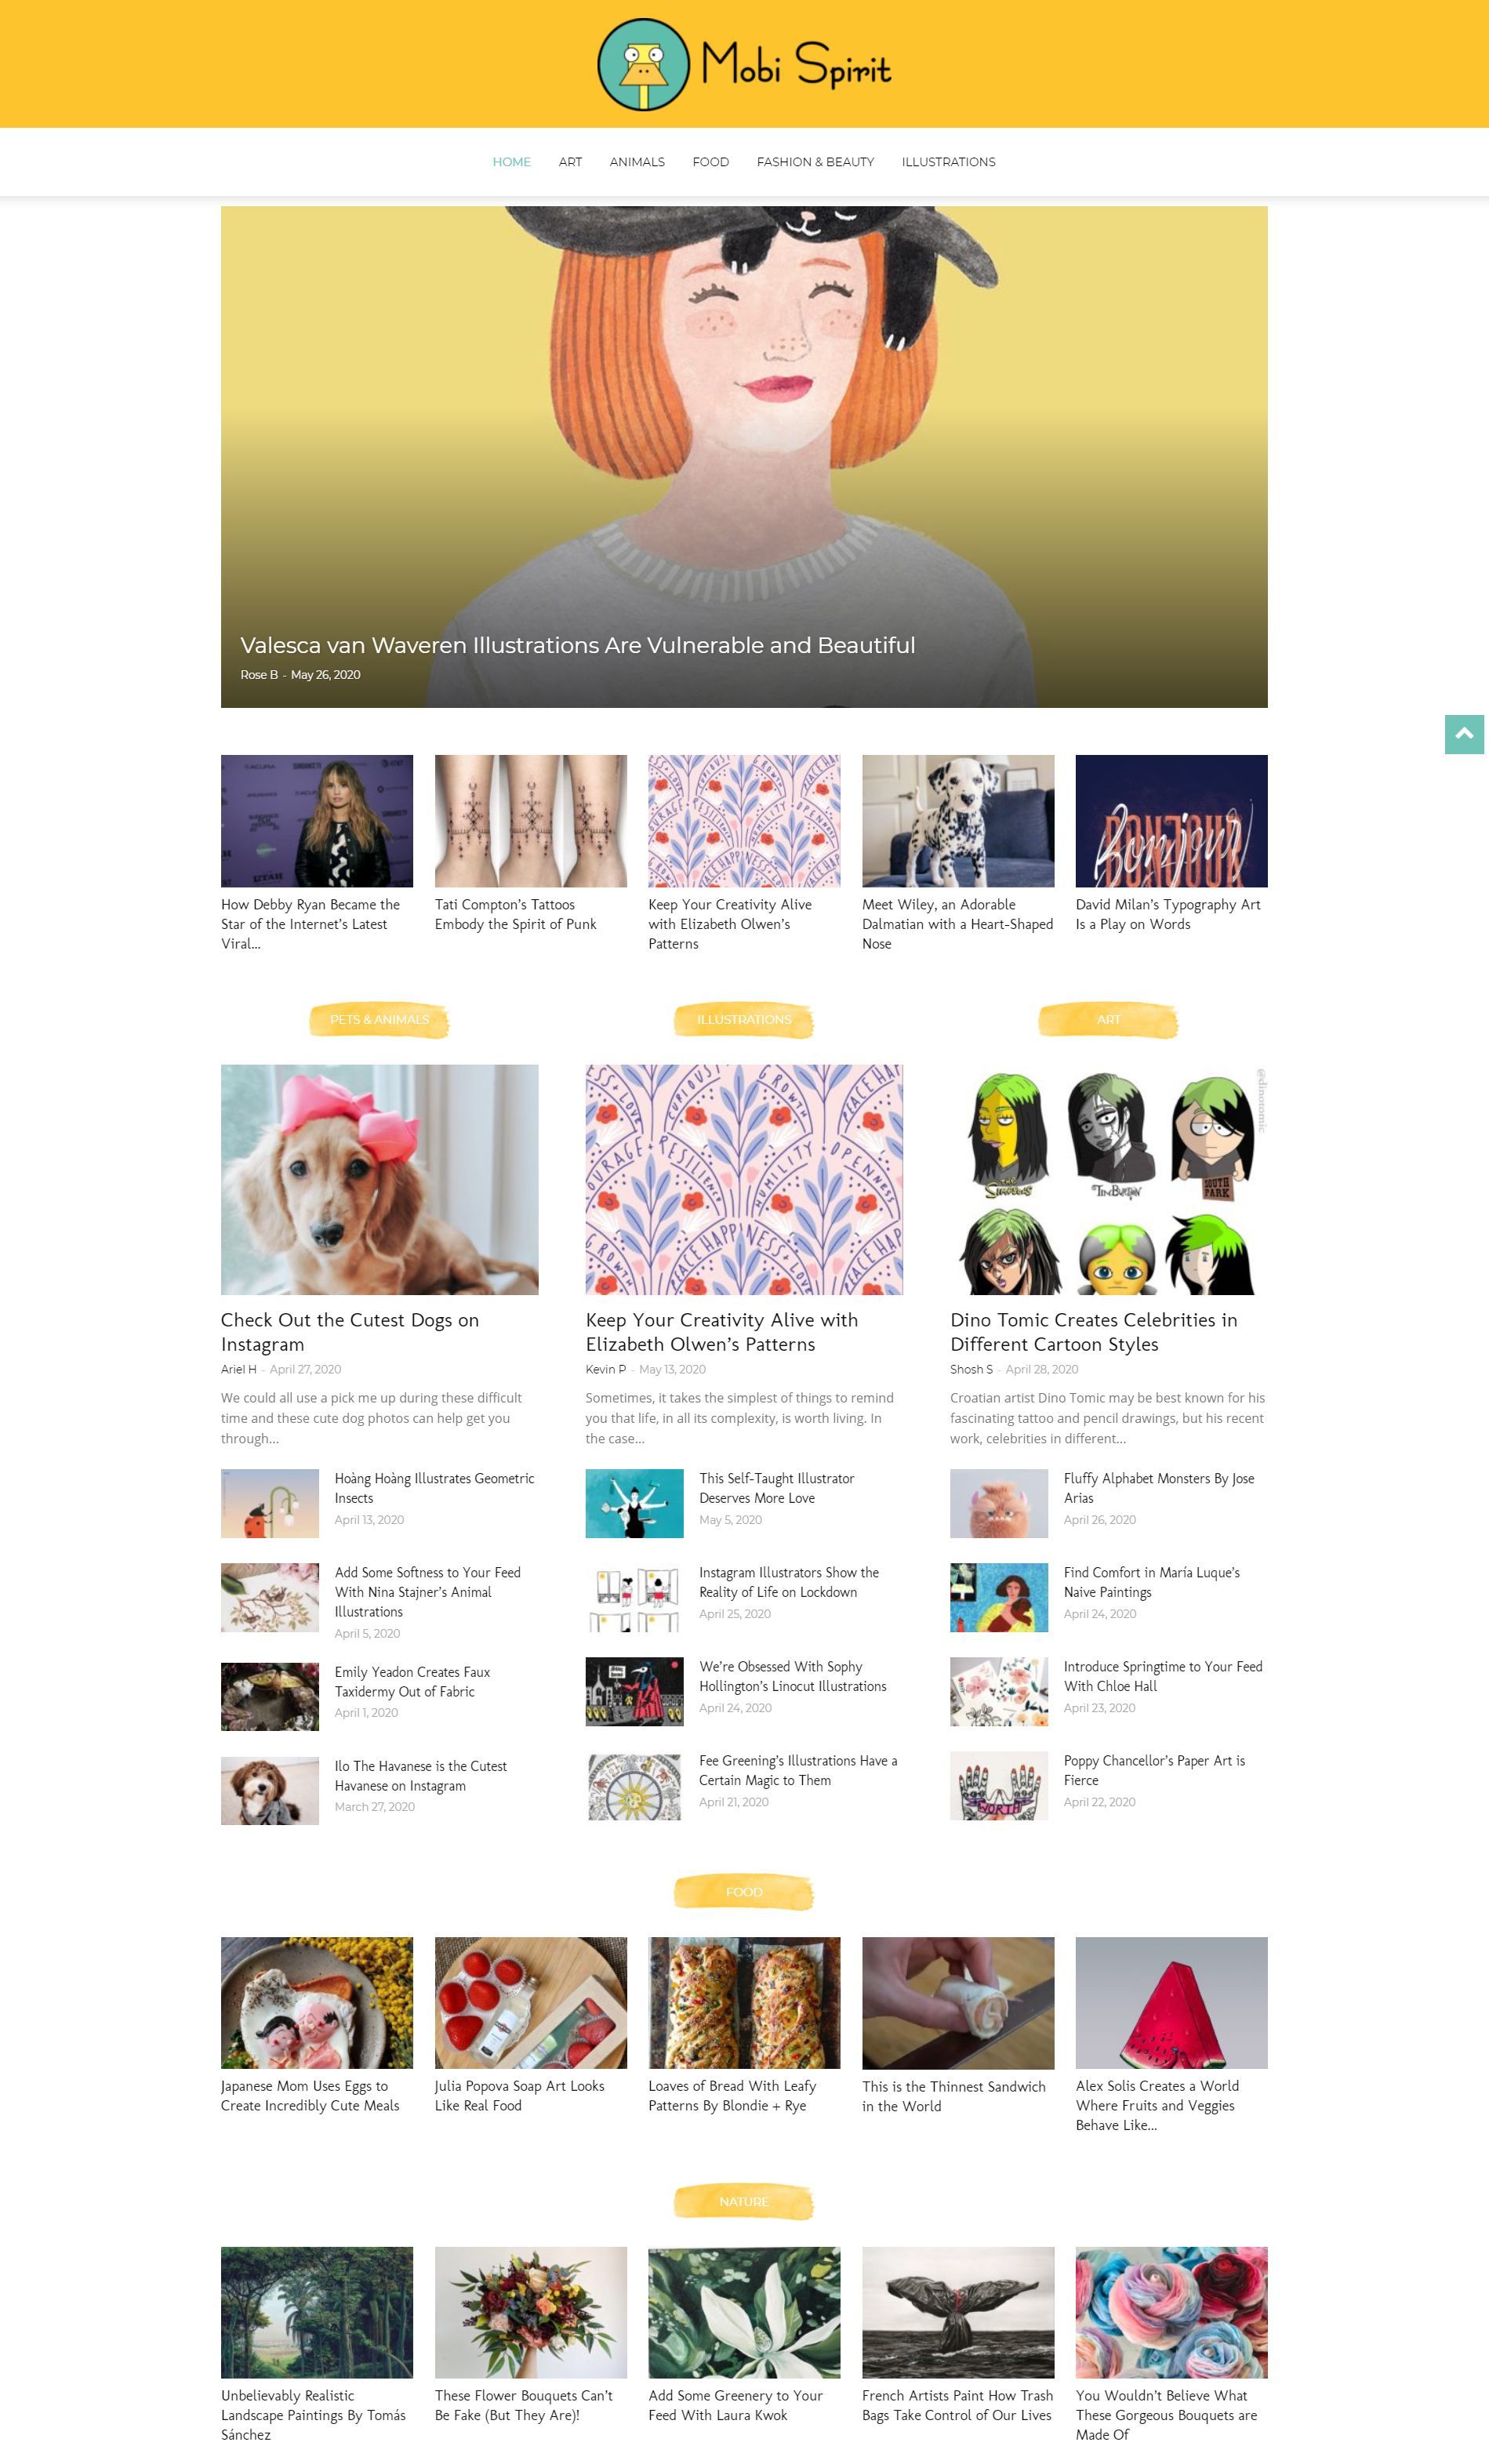 Mobi Spirit
HOME ART ANIMALS FOOD FASHION & BEAUTY ILLUSTRATIONS
Valesca van Waveren Illustrations Are Vulnerable and Beautiful
Rose B - May 26, 2020
How Debby Ryan Became the
Star of the Internet's Latest
Viral...
Tati Compton's Tattoos
Embody the Spirit of Punk
Keep Your Creativity Alive
with Elizabeth Olwen's
Patterns
Meet Wiley, an Adorable
Dalmatian with a Heart-Shaped
Nose
BONJOUR
Bonjour
David Milan's Typography Art
Is a Play on Words
PETS & ANIMALS
Check Out the Cutest Dogs on
Instagram
Ariel H - April 27, 2020
We could all use a pick me up during these difficult
time and these cute dog photos can help get you
through...
Hoàng Hoàng Illustrates Geometric
Insects
April 13, 2020
Add Some Softness to Your Feed
With Nina Stajner's Animal
Illustrations
April 5, 2020
Emily Yeadon Creates Faux
Taxidermy Out of Fabric
April 1, 2020
Ilo The Havanese is the Cutest
Havanese on Instagram
March 27, 2020
ILLUSTRATIONS
CURIOUS
GROWTH
RESILIENCE
HUMILITY
OPENNESS
HAPPINESS
LOVE
GROWTH
Keep Your Creativity Alive with
Elizabeth Olwen's Patterns
Kevin P - May 13, 2020
Sometimes, it takes the simplest of things to remind
you that life, in all its complexity, is worth living. In
the case...
This Self-Taught Illustrator
Deserves More Love
May 5, 2020
Instagram Illustrators Show the
Reality of Life on Lockdown
April 25, 2020
We're Obsessed With Sophy
Hollington's Linocut Illustrations
April 24, 2020
Fee Greening's Illustrations Have a
Certain Magic to Them
April 21, 2020
ART
@dinotomic
THE SIMPSONS
TIM BURTON
SOUTH PARK
Dino Tomic Creates Celebrities in
Different Cartoon Styles
Shosh S - April 28, 2020
Croatian artist Dino Tomic may be best known for his
fascinating tattoo and pencil drawings, but his recent
work, celebrities in different...
Fluffy Alphabet Monsters By Jose
Arias
April 26, 2020
Find Comfort in María Luque's
Naive Paintings
April 24, 2020
Introduce Springtime to Your Feed
With Chloe Hall
April 23, 2020
WORTH
Poppy Chancellor's Paper Art is
Fierce
April 22, 2020
FOOD
Japanese Mom Uses Eggs to
Create Incredibly Cute Meals
Julia Popova Soap Art Looks
Like Real Food
Loaves of Bread With Leafy
Patterns By Blondie + Rye
This is the Thinnest Sandwich
in the World
Alex Solis Creates a World
Where Fruits and Veggies
Behave Like...
NATURE
Unbelievably Realistic
Landscape Paintings By Tomás
Sánchez
These Flower Bouquets Can't
Be Fake (But They Are)!
Add Some Greenery to Your
Feed With Laura Kwok
French Artists Paint How Trash
Bags Take Control of Our Lives
You Wouldn't Believe What
These Gorgeous Bouquets are
Made Of